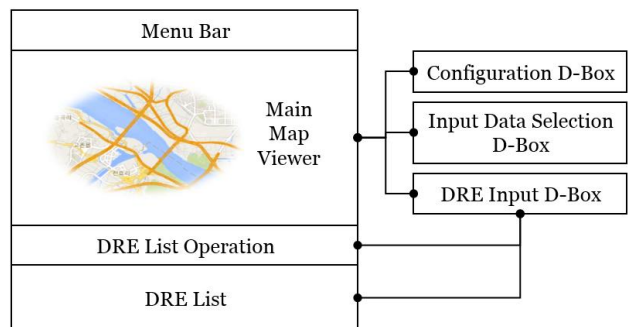 Menu Bar
Main
Map
Viewer
DRE List Operation
DRE List
Configuration D-Box
Input Data Selection
D-Box
DRE Input D-Box